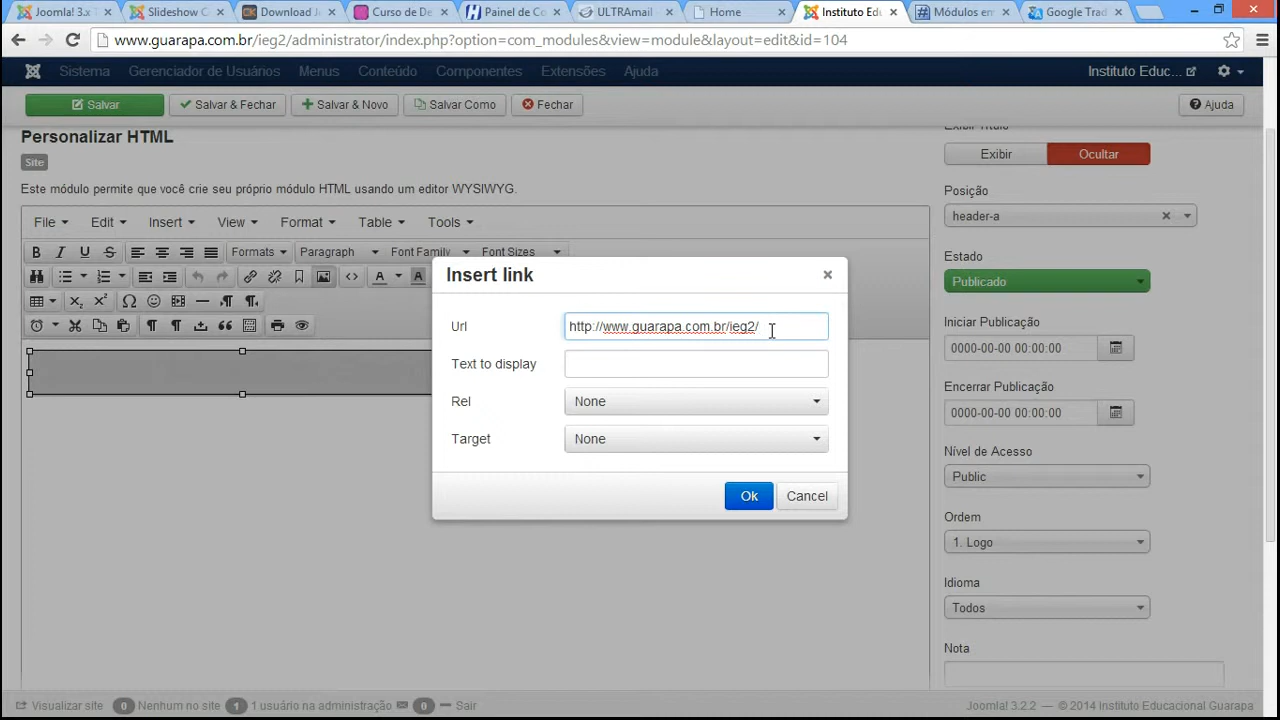 Joomla! 3.x
Slideshow C
Download Je
Curso de De
Painel de Co
ULTRAmail
Home
Instituto Edu
Módulos em
Google Trad
www.guarapa.com.br/ieg2/administrator/index.php?option=com_modules&view=module&layout=edit&id=104
Sistema Gerenciador de Usuários Menus Conteúdo Componentes Extensões Ajuda Instituto Educ...
Salvar Salvar & Fechar Salvar & Novo Salvar Como Fechar Ajuda
Personalizar HTML
Site
Este módulo permite que você crie seu próprio módulo HTML usando um editor WYSIWYG.
File Edit Insert View Format Table Tools
B I U S Formats Paragraph Font Family Font Sizes
Insert link
Url http://www.guarapa.com.br/ieg2/
Text to display
Rel None
Target None
Ok Cancel
Exibir Título
Exibir Ocultar
Posição
header-a
Estado
Publicado
Iniciar Publicação
0000-00-00 00:00:00
Encerrar Publicação
0000-00-00 00:00:00
Nível de Acesso
Public
Ordem
1. Logo
Idioma
Todos
Nota
Visualizar site 0 Nenhum no site 1 1 usuário na administração 0 Sair
Joomla! 3.2.2 — © 2014 Instituto Educacional Guarapa